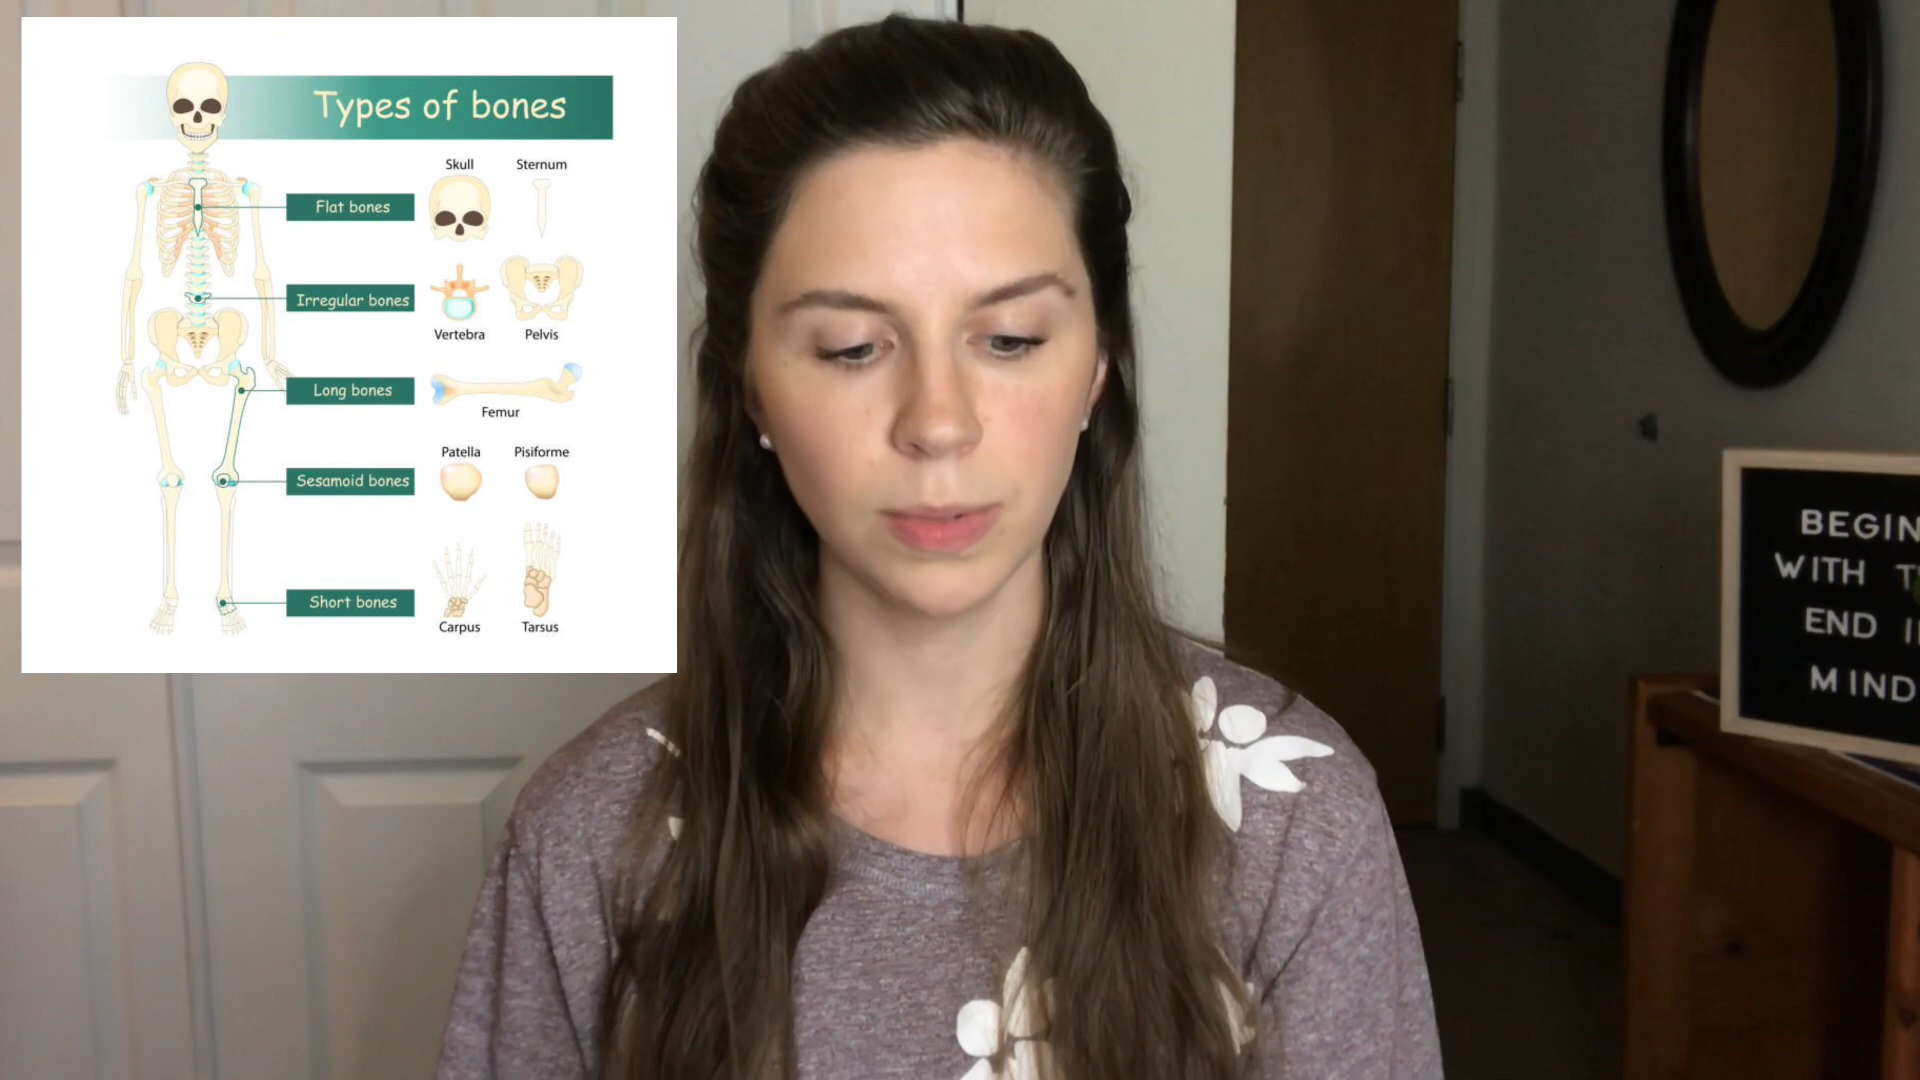 Types of bones
Skull Sternum
Flat bones
Irregular bones
Vertebra Pelvis
Long bones
Femur
Patella Pisiforme
Sesamoid bones
Short bones
Carpus Tarsus
BEGIN
WITH
END
MIND